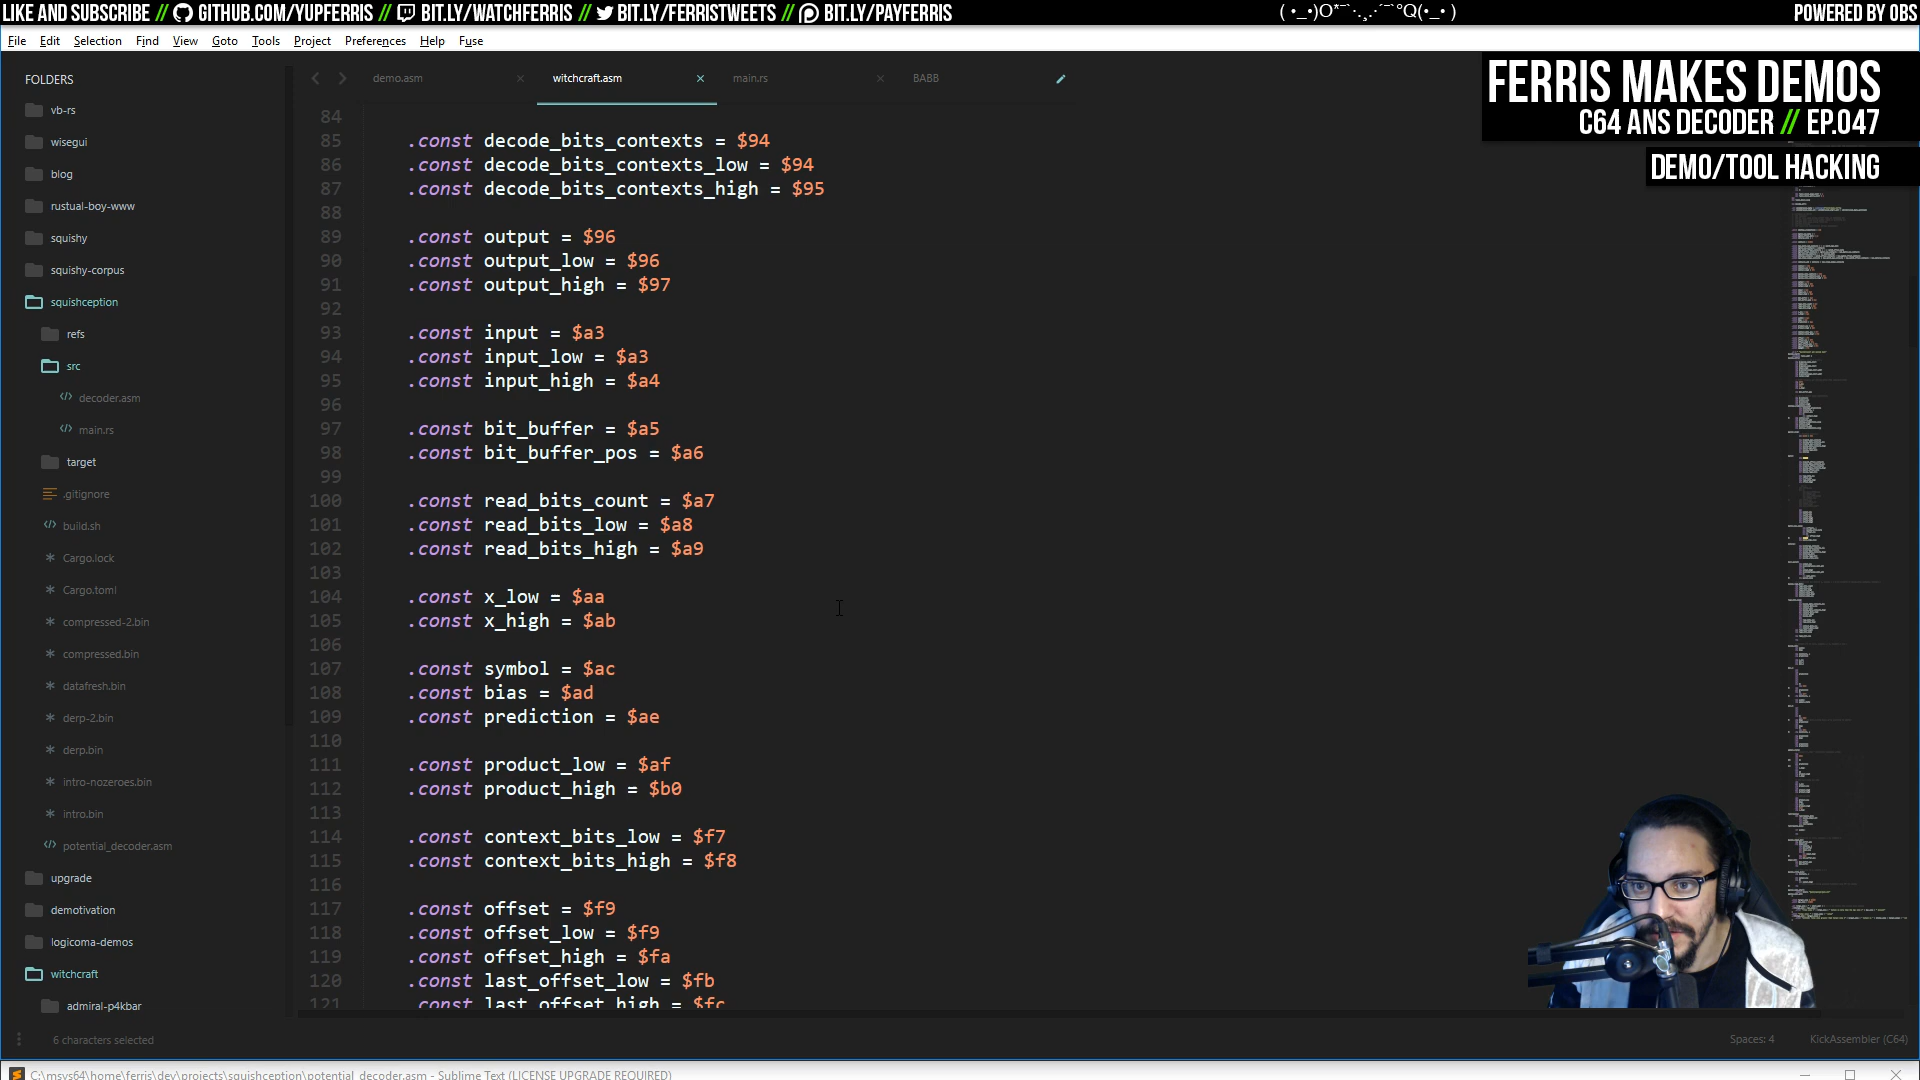 LIKE AND SUBSCRIBE // GITHUB.COM/YUPFERRIS // BIT.LY/WATCHFERRIS // BIT.LY/FERRISTWEETS // BIT.LY/PAYFERRIS
POWERED BY OBS
File Edit Selection Find View Goto Tools Project Preferences Help Fuse
FERRIS MAKES DEMOS
C64 ANS DECODER // EP.047
DEMO/TOOL HACKING
FOLDERS
vb-rs
wisegui
blog
rustual-boy-www
squishy
squishy-corpus
squishception
refs
src
decoder.asm
main.rs
target
.gitignore
build.sh
Cargo.lock
Cargo.toml
compressed-2.bin
compressed.bin
datafresh.bin
derp-2.bin
derp.bin
intro-nozeroes.bin
intro.bin
potential_decoder.asm
upgrade
demotivation
logicoma-demos
witchcraft
admiral-p4kbar
demo.asm witchcraft.asm main.rs BABB
84
85 .const decode_bits_contexts = $94
86 .const decode_bits_contexts_low = $94
87 .const decode_bits_contexts_high = $95
88
89 .const output = $96
90 .const output_low = $96
91 .const output_high = $97
92
93 .const input = $a3
94 .const input_low = $a3
95 .const input_high = $a4
96
97 .const bit_buffer = $a5
98 .const bit_buffer_pos = $a6
99
100 .const read_bits_count = $a7
101 .const read_bits_low = $a8
102 .const read_bits_high = $a9
103
104 .const x_low = $aa
105 .const x_high = $ab
106
107 .const symbol = $ac
108 .const bias = $ad
109 .const prediction = $ae
110
111 .const product_low = $af
112 .const product_high = $b0
113
114 .const context_bits_low = $f7
115 .const context_bits_high = $f8
116
117 .const offset = $f9
118 .const offset_low = $f9
119 .const offset_high = $fa
120 .const last_offset_low = $fb
121 .const last_offset_high = $fc
6 characters selected
Spaces: 4 KickAssembler (C64)
C:\msys64\home\ferris\dev\projects\squishception\potential_decoder.asm - Sublime Text (LICENSE UPGRADE REQUIRED)